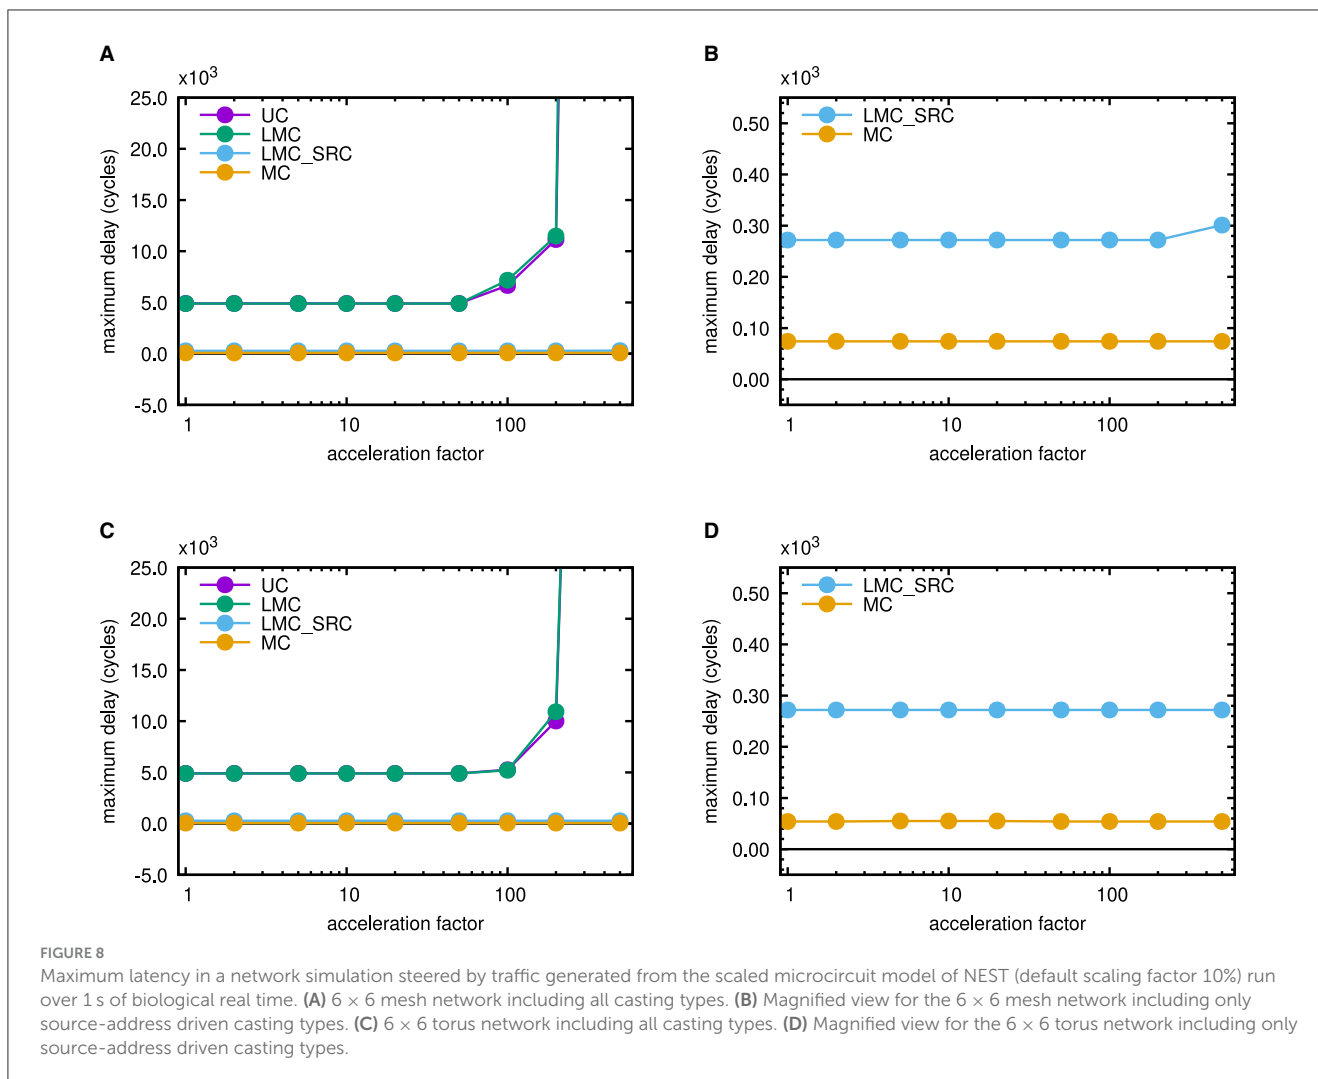 A
x10³
25.0
20.0
15.0
10.0
5.0
0.0
-5.0
maximum delay (cycles)
UC
LMC
LMC_SRC
MC
1 10 100
acceleration factor
B
x10³
0.50
0.40
0.30
0.20
0.10
0.00
maximum delay (cycles)
LMC_SRC
MC
1 10 100
acceleration factor
C
x10³
25.0
20.0
15.0
10.0
5.0
0.0
-5.0
maximum delay (cycles)
UC
LMC
LMC_SRC
MC
1 10 100
acceleration factor
D
x10³
0.50
0.40
0.30
0.20
0.10
0.00
maximum delay (cycles)
LMC_SRC
MC
1 10 100
acceleration factor
FIGURE 8
Maximum latency in a network simulation steered by traffic generated from the scaled microcircuit model of NEST (default scaling factor 10%) run
over 1 s of biological real time. (A) 6 × 6 mesh network including all casting types. (B) Magnified view for the 6 × 6 mesh network including only
source-address driven casting types. (C) 6 × 6 torus network including all casting types. (D) Magnified view for the 6 × 6 torus network including only
source-address driven casting types.